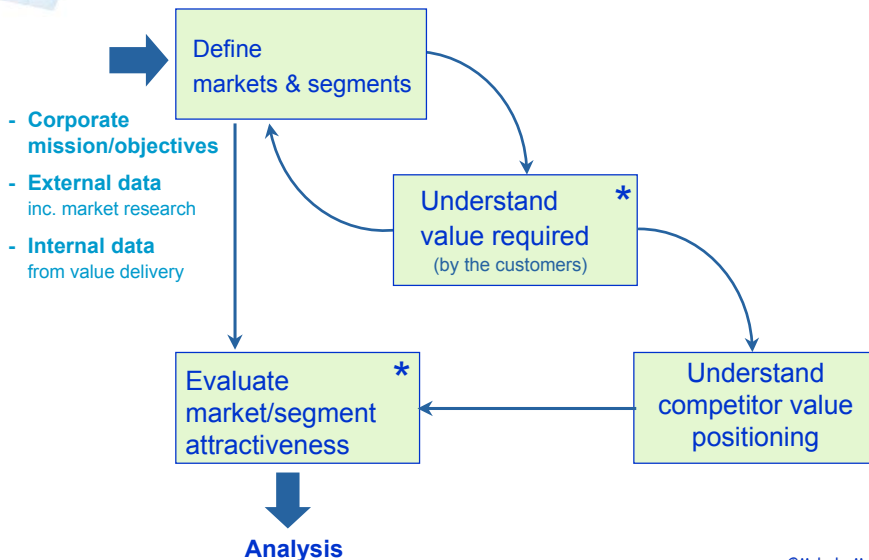 Define
markets & segments
- Corporate
mission/objectives
- External data
inc. market research
- Internal data
from value delivery
Understand *
value required
(by the customers)
Evaluate *
market/segment
attractiveness
Understand
competitor value
positioning
Analysis